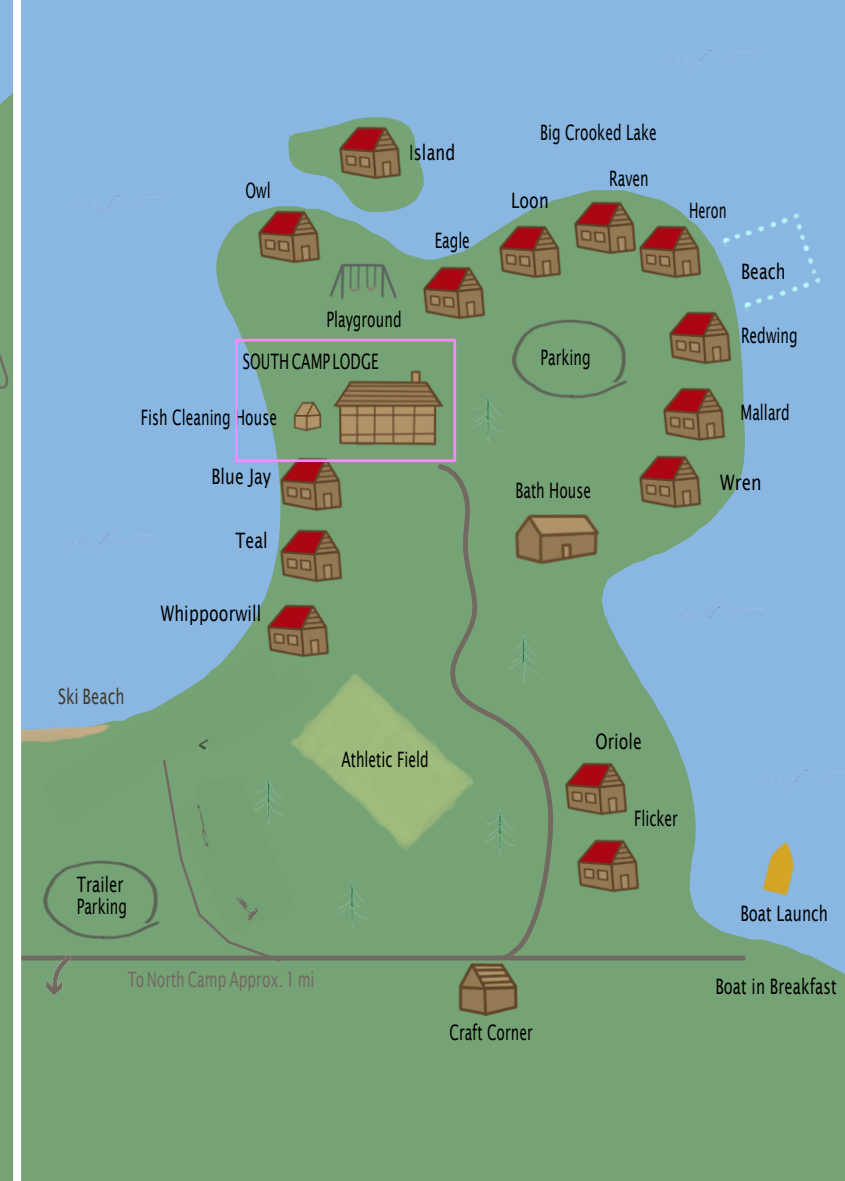 Big Crooked Lake
Island
Raven
Owl
Loon
Heron
Eagle
Beach
Playground
Redwing
Parking
SOUTH CAMP LODGE
Fish Cleaning House
Mallard
Blue Jay
Bath House
Wren
Teal
Whippoorwill
Ski Beach
Oriole
Athletic Field
Flicker
Trailer
Parking
Boat Launch
To North Camp Approx. 1 mi
Boat in Breakfast
Craft Corner